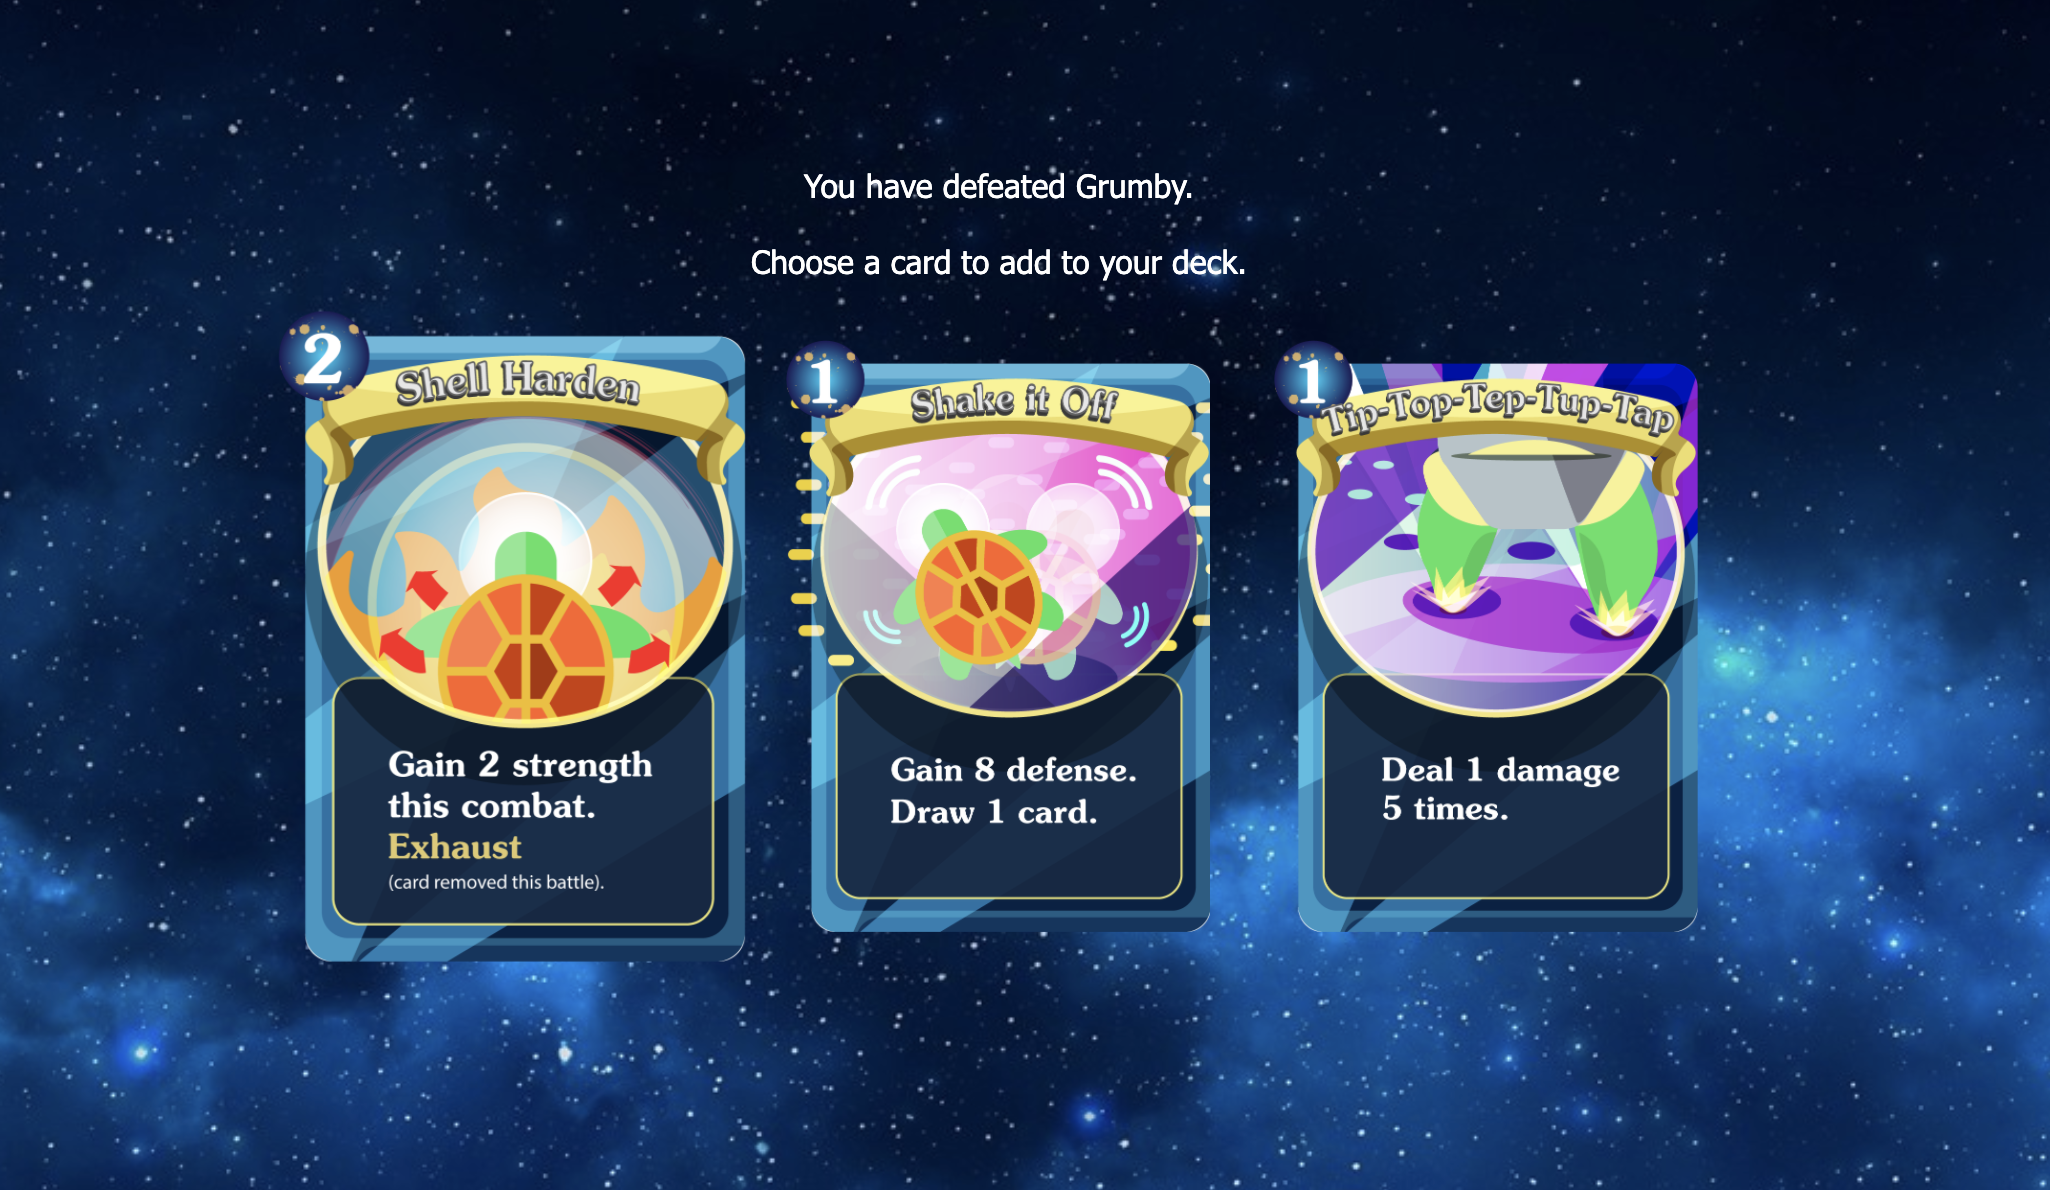 You have defeated Grumby.
Choose a card to add to your deck.
2
Shell Harden
Gain 2 strength
this combat.
Exhaust
(card removed this battle).
1
Shake it Off
Gain 8 defense.
Draw 1 card.
1
Tip-Top-Tep-Tup-Tap
Deal 1 damage
5 times.